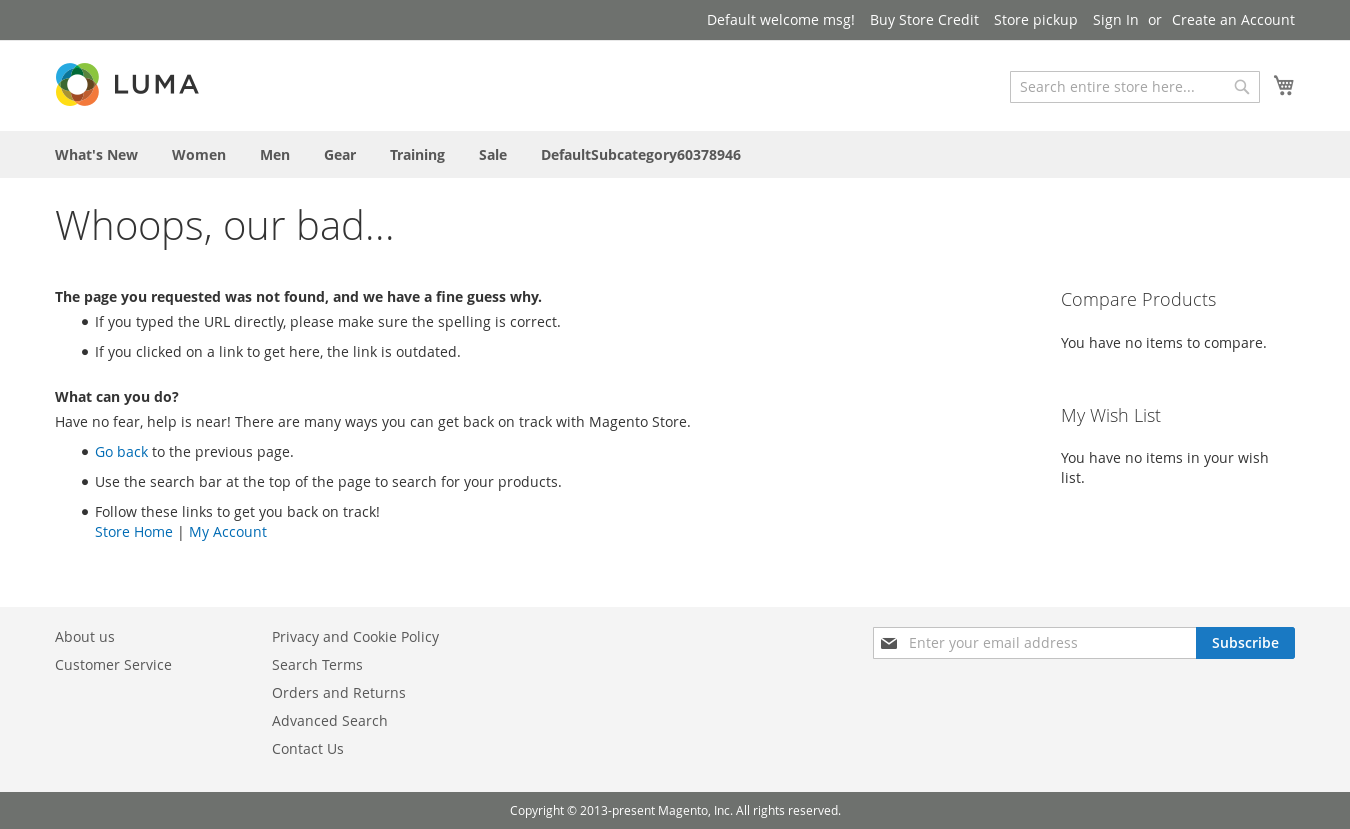 Default welcome msg! Buy Store Credit Store pickup Sign In or Create an Account
LUMA
Search entire store here...
What's New Women Men Gear Training Sale DefaultSubcategory60378946
Whoops, our bad...
The page you requested was not found, and we have a fine guess why.
If you typed the URL directly, please make sure the spelling is correct.
If you clicked on a link to get here, the link is outdated.
What can you do?
Have no fear, help is near! There are many ways you can get back on track with Magento Store.
Go back to the previous page.
Use the search bar at the top of the page to search for your products.
Follow these links to get you back on track!
Store Home | My Account
Compare Products
You have no items to compare.
My Wish List
You have no items in your wish
list.
About us
Customer Service
Privacy and Cookie Policy
Search Terms
Orders and Returns
Advanced Search
Contact Us
Enter your email address Subscribe
Copyright © 2013-present Magento, Inc. All rights reserved.